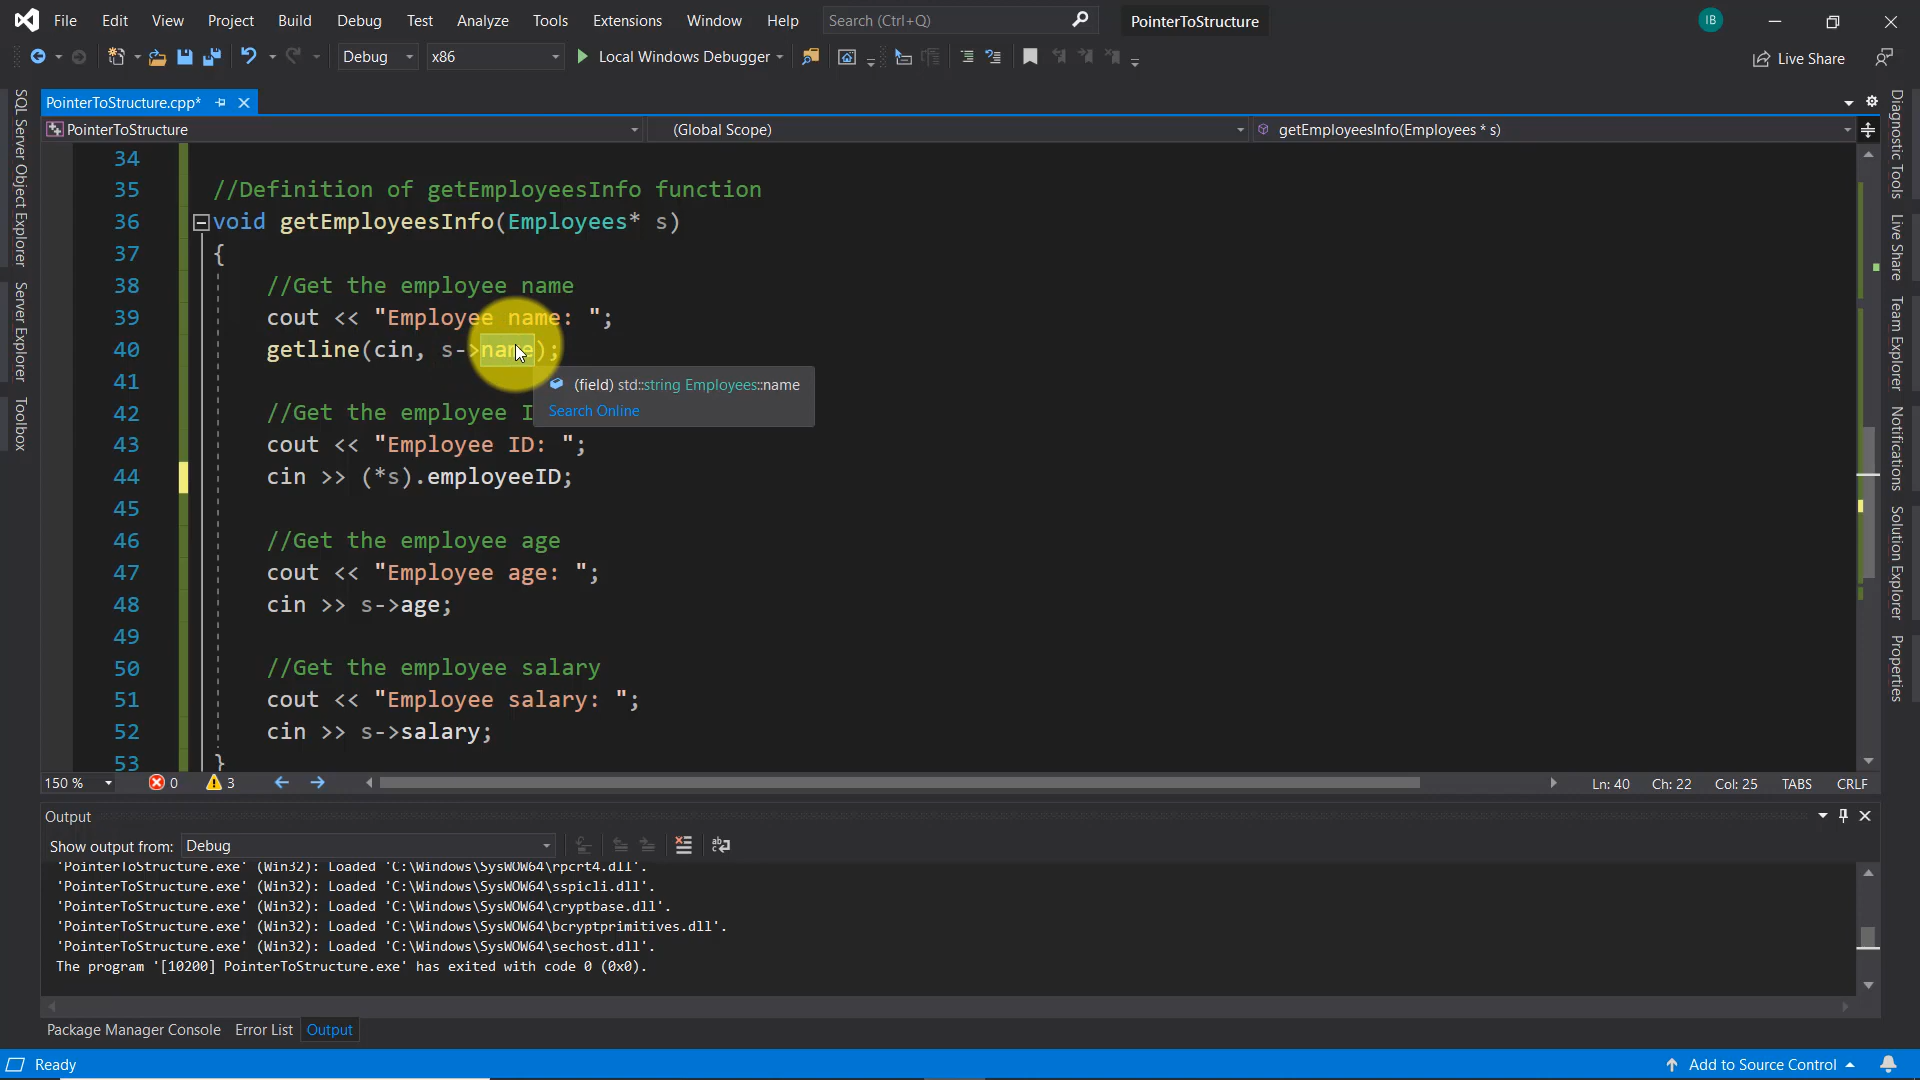 File Edit View Project Build Debug Test Analyze Tools Extensions Window Help Search (Ctrl+Q) PointerToStructure IB
Debug x86 Local Windows Debugger Live Share
PointerToStructure.cpp*
PointerToStructure (Global Scope) getEmployeesInfo(Employees * s)
SQL Server Object Explorer
Server Explorer
Toolbox
34
35 //Definition of getEmployeesInfo function
36 void getEmployeesInfo(Employees* s)
37 {
38 //Get the employee name
39 cout << "Employee name: ";
40 getline(cin, s->name);
(field) std::string Employees::name
Search Online
41
42 //Get the employee I
43 cout << "Employee ID: ";
44 cin >> (*s).employeeID;
45
46 //Get the employee age
47 cout << "Employee age: ";
48 cin >> s->age;
49
50 //Get the employee salary
51 cout << "Employee salary: ";
52 cin >> s->salary;
53 }
Diagnostic Tools
Live Share
Team Explorer
Notifications
Solution Explorer
Properties
150 % 0 3 Ln: 40 Ch: 22 Col: 25 TABS CRLF
Output
Show output from: Debug
'PointerToStructure.exe' (Win32): Loaded 'C:\Windows\SysWOW64\rpcrt4.dll'.
'PointerToStructure.exe' (Win32): Loaded 'C:\Windows\SysWOW64\sspicli.dll'.
'PointerToStructure.exe' (Win32): Loaded 'C:\Windows\SysWOW64\cryptbase.dll'.
'PointerToStructure.exe' (Win32): Loaded 'C:\Windows\SysWOW64\bcryptprimitives.dll'.
'PointerToStructure.exe' (Win32): Loaded 'C:\Windows\SysWOW64\sechost.dll'.
The program '[10200] PointerToStructure.exe' has exited with code 0 (0x0).
Package Manager Console Error List Output
Ready Add to Source Control